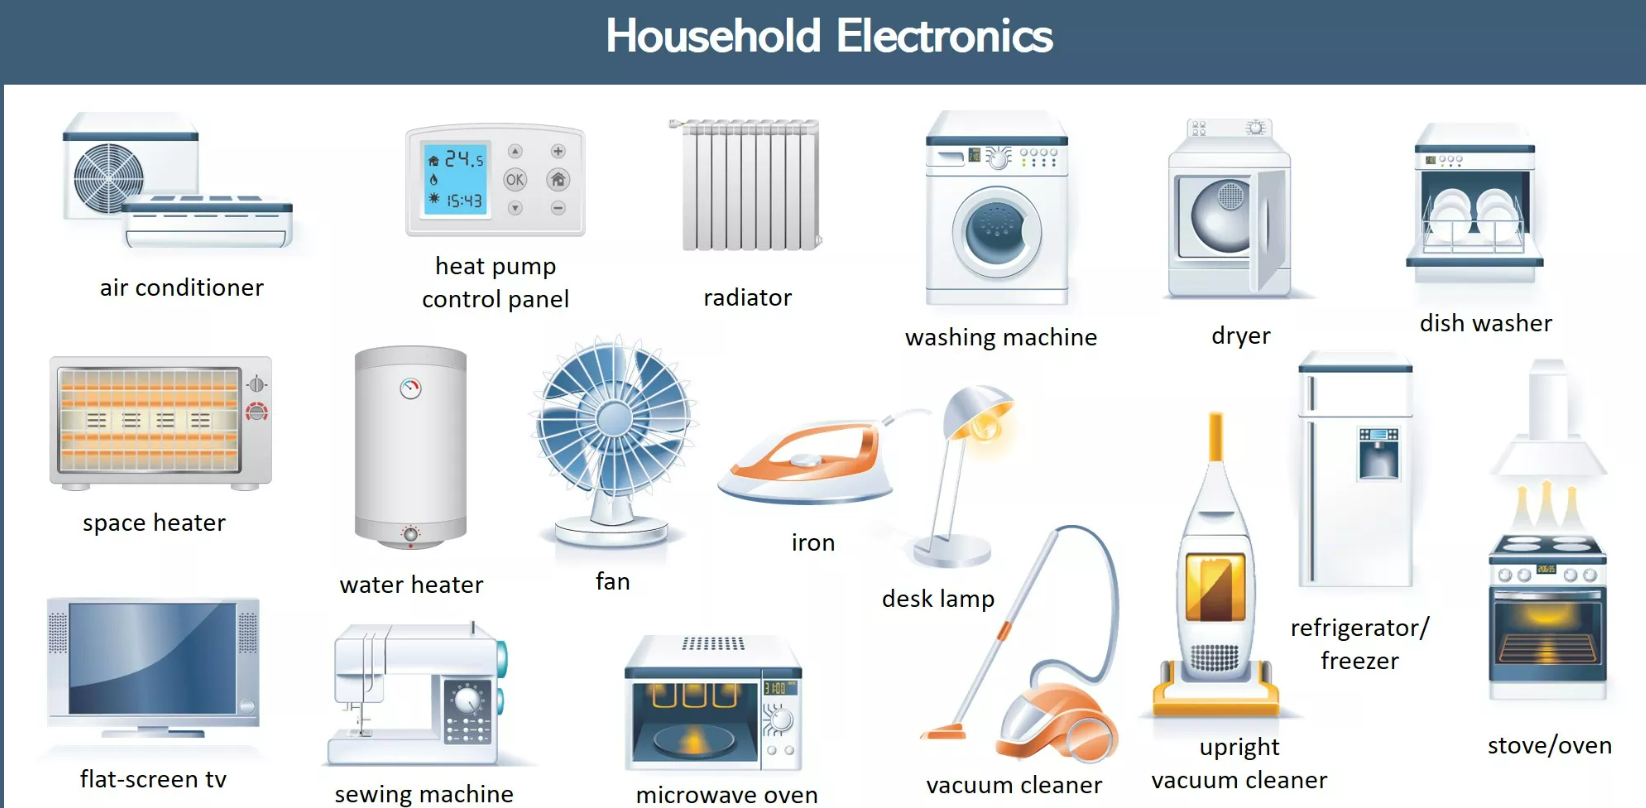 Household Electronics
24.5
OK
15:43
air conditioner
heat pump
control panel
radiator
washing machine
dryer
dish washer
space heater
water heater
fan
iron
desk lamp
refrigerator/
freezer
flat-screen tv
sewing machine
microwave oven
vacuum cleaner
upright
vacuum cleaner
stove/oven